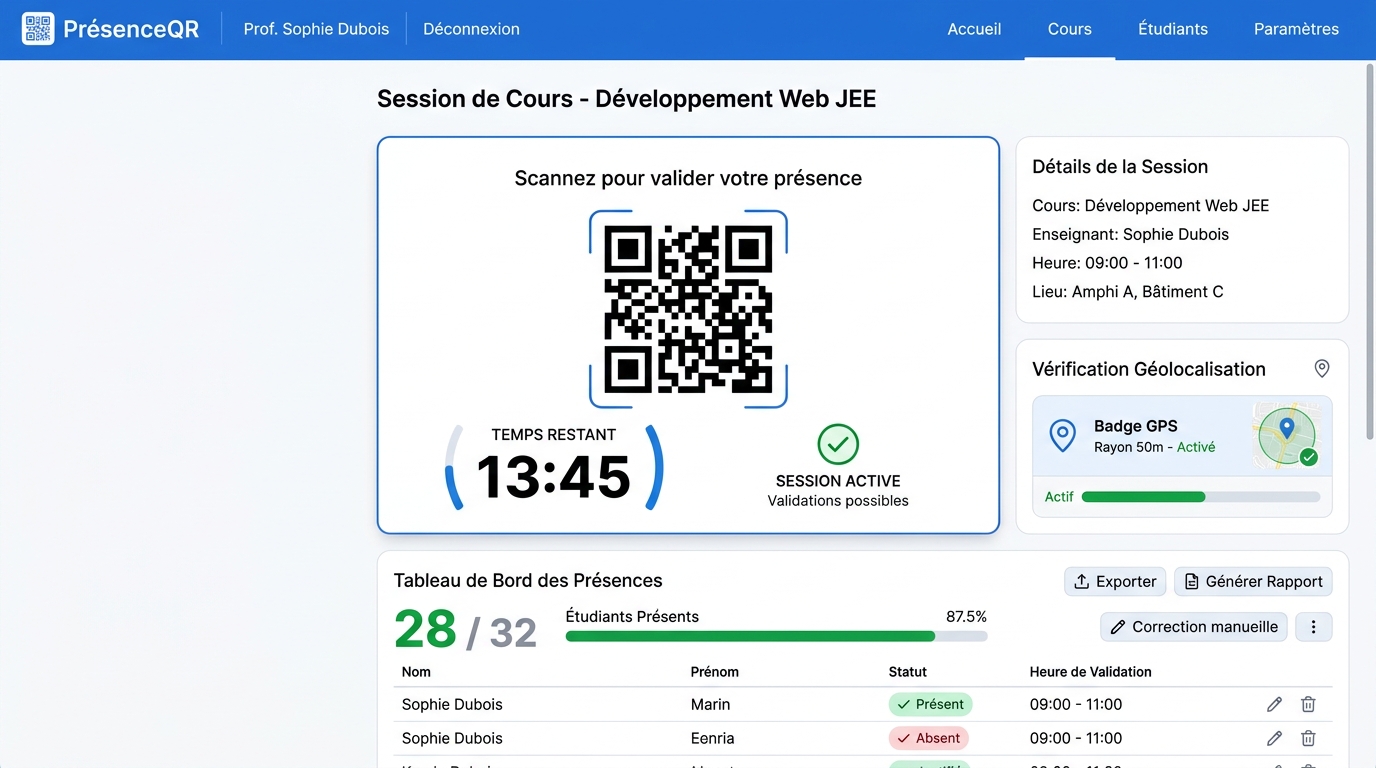 PrésenceQR
Prof. Sophie Dubois
Déconnexion
Accueil
Cours
Étudiants
Paramètres
Session de Cours - Développement Web JEE
Scannez pour valider votre présence
TEMPS RESTANT
13:45
SESSION ACTIVE
Validations possibles
Détails de la Session
Cours: Développement Web JEE
Enseignant: Sophie Dubois
Heure: 09:00 - 11:00
Lieu: Amphi A, Bâtiment C
Vérification Géolocalisation
Badge GPS
Rayon 50m - Activé
Actif
Tableau de Bord des Présences
Exporter
Générer Rapport
28 / 32
Étudiants Présents
87.5%
Correction manueille
Nom Prénom Statut Heure de Validation
Sophie Dubois Marin Présent 09:00 - 11:00
Sophie Dubois Eenria Absent 09:00 - 11:00